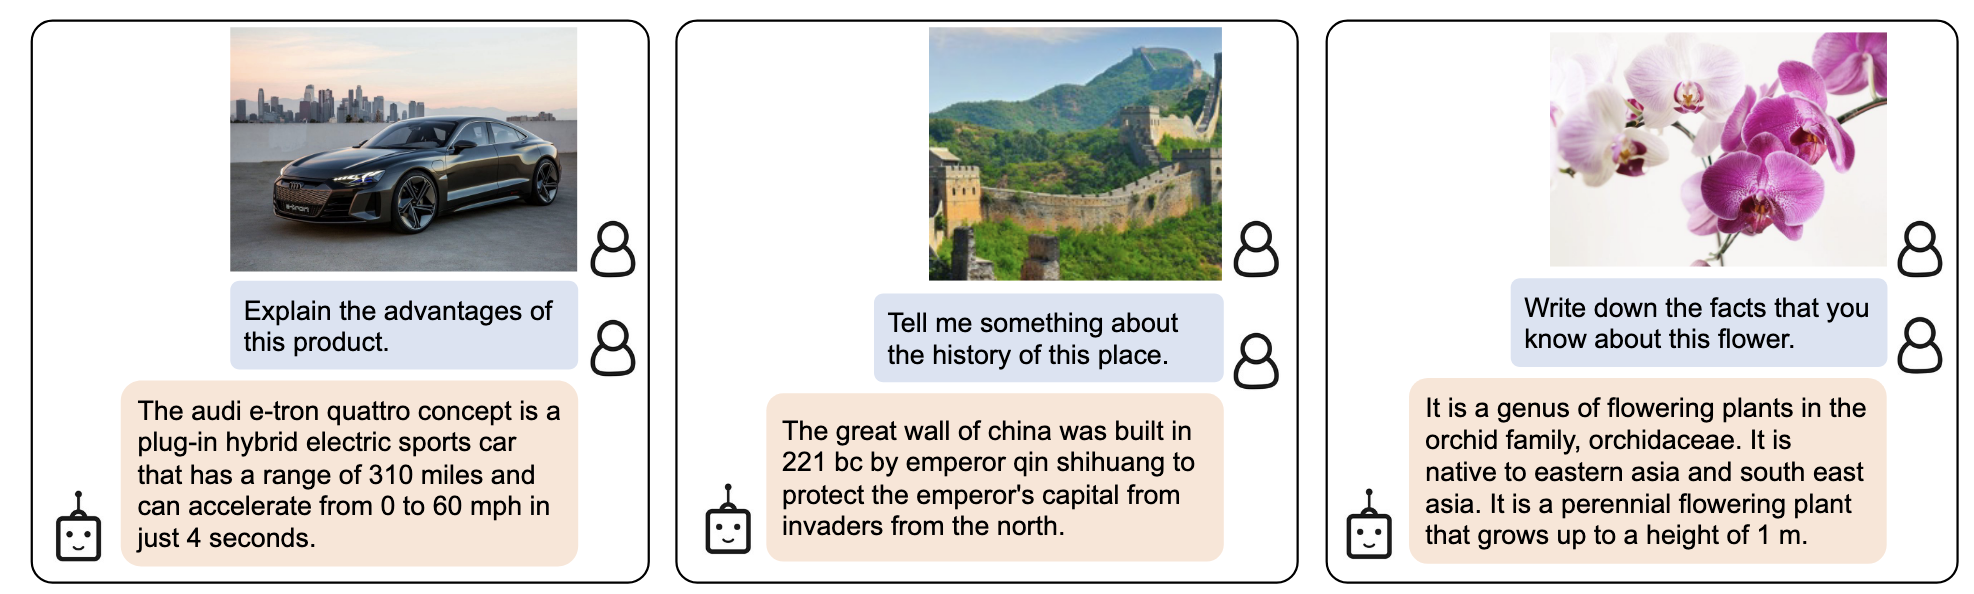 e-tron
Explain the advantages of
this product.
The audi e-tron quattro concept is a
plug-in hybrid electric sports car
that has a range of 310 miles and
can accelerate from 0 to 60 mph in
just 4 seconds.
Tell me something about
the history of this place.
The great wall of china was built in
221 bc by emperor qin shihuang to
protect the emperor's capital from
invaders from the north.
Write down the facts that you
know about this flower.
It is a genus of flowering plants in the
orchid family, orchidaceae. It is
native to eastern asia and south east
asia. It is a perennial flowering plant
that grows up to a height of 1 m.